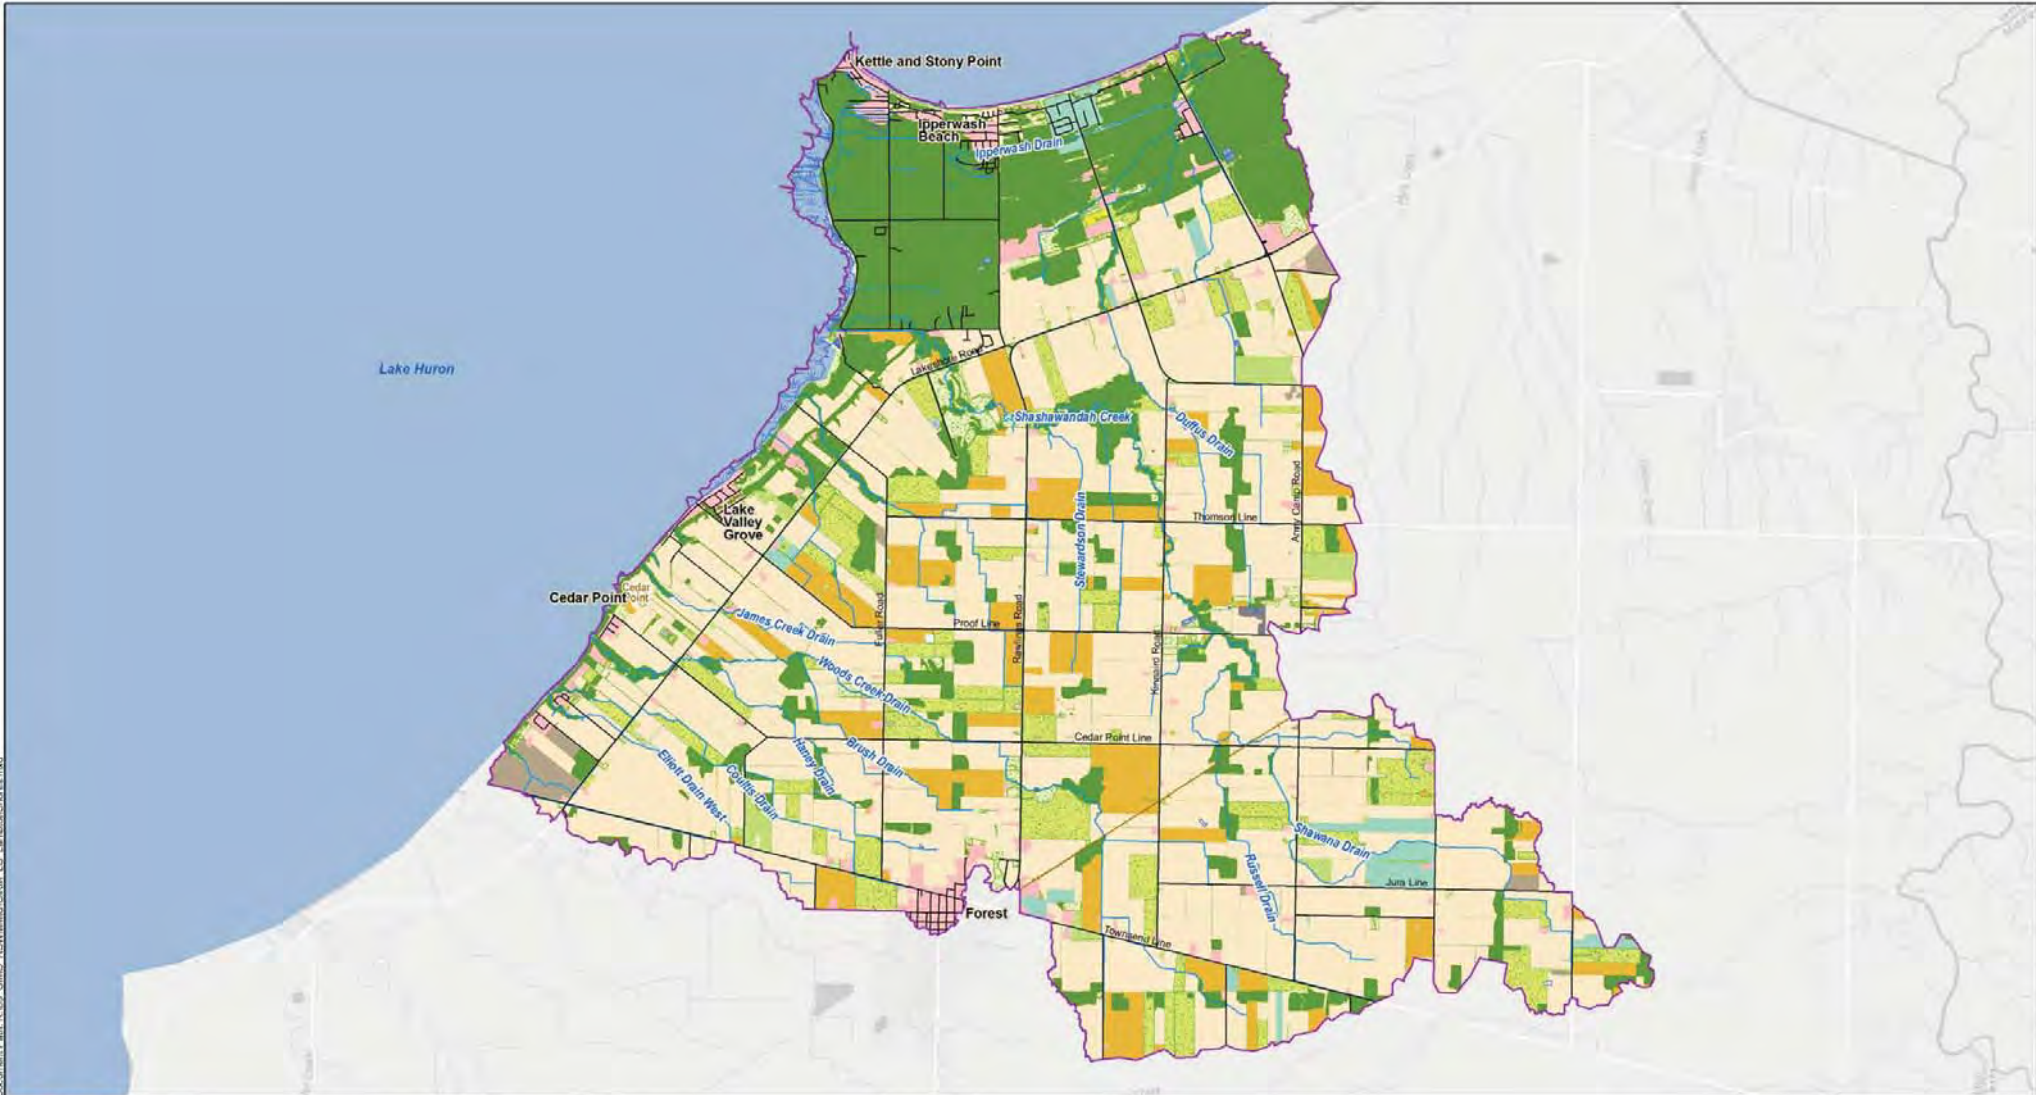 Kettle and Stony Point
Ipperwash
Beach
Ipperwash Drain
Lake Huron
Lakeshore Road
Shashawandah Creek
Duffus Drain
Army Camp Road
Lake
Valley
Grove
Thomson Line
Stewardson Drain
Cedar Point
Cedar
Point
James Creek Drain
Fuller Road
Proof Line
Rawlings Road
Kinnaird Road
Woods Creek Drain
Cedar Point Line
Brush Drain
Haney Drain
Coultis Drain
Elliott Drain West
Shawana Drain
Russell Drain
Jura Line
Forest
Townsend Line